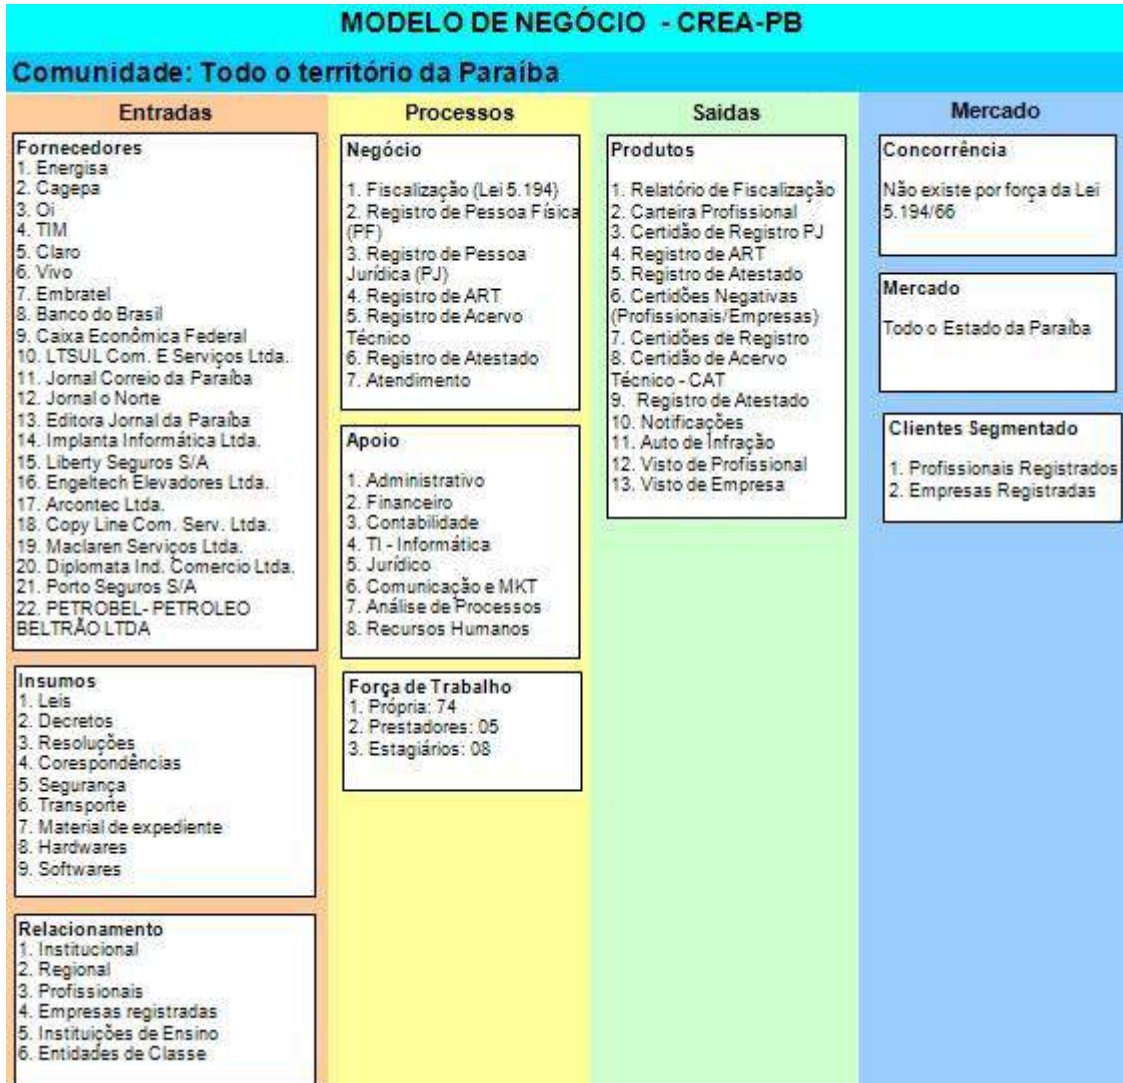 MODELO DE NEGÓCIO - CREA-PB
Comunidade: Todo o território da Paraíba
Entradas
Fornecedores
1. Energisa
2. Cagepa
3. Oi
4. TIM
5. Claro
6. Vivo
7. Embratel
8. Banco do Brasil
9. Caixa Econômica Federal
10. LTSUL Com. E Serviços Ltda.
11. Jornal Correio da Paraíba
12. Jornal o Norte
13. Editora Jornal da Paraíba
14. Implanta Informática Ltda.
15. Liberty Seguros S/A
16. Engeltech Elevadores Ltda.
17. Arcontec Ltda.
18. Copy Line Com. Serv. Ltda.
19. Maclaren Serviços Ltda.
20. Diplomata Ind. Comercio Ltda.
21. Porto Seguros S/A
22. PETROBEL- PETROLEO
BELTRÃO LTDA
Insumos
1. Leis
2. Decretos
3. Resoluções
4. Corespondências
5. Segurança
6. Transporte
7. Material de expediente
8. Hardwares
9. Softwares
Relacionamento
1. Institucional
2. Regional
3. Profissionais
4. Empresas registradas
5. Instituições de Ensino
6. Entidades de Classe
Processos
Negócio
1. Fiscalização (Lei 5.194)
2. Registro de Pessoa Física
(PF)
3. Registro de Pessoa
Jurídica (PJ)
4. Registro de ART
5. Registro de Acervo
Técnico
6. Registro de Atestado
7. Atendimento
Apoio
1. Administrativo
2. Financeiro
3. Contabilidade
4. TI - Informática
5. Jurídico
6. Comunicação e MKT
7. Análise de Processos
8. Recursos Humanos
Força de Trabalho
1. Própria: 74
2. Prestadores: 05
3. Estagiários: 08
Saidas
Produtos
1. Relatório de Fiscalização
2. Carteira Profissional
3. Certidão de Registro PJ
4. Registro de ART
5. Registro de Atestado
6. Certidões Negativas
(Profissionais/Empresas)
7. Certidões de Registro
8. Certidão de Acervo
Técnico - CAT
9. Registro de Atestado
10. Notificações
11. Auto de Infração
12. Visto de Profissional
13. Visto de Empresa
Mercado
Concorrência
Não existe por força da Lei
5.194/66
Mercado
Todo o Estado da Paraíba
Clientes Segmentado
1. Profissionais Registrados
2. Empresas Registradas